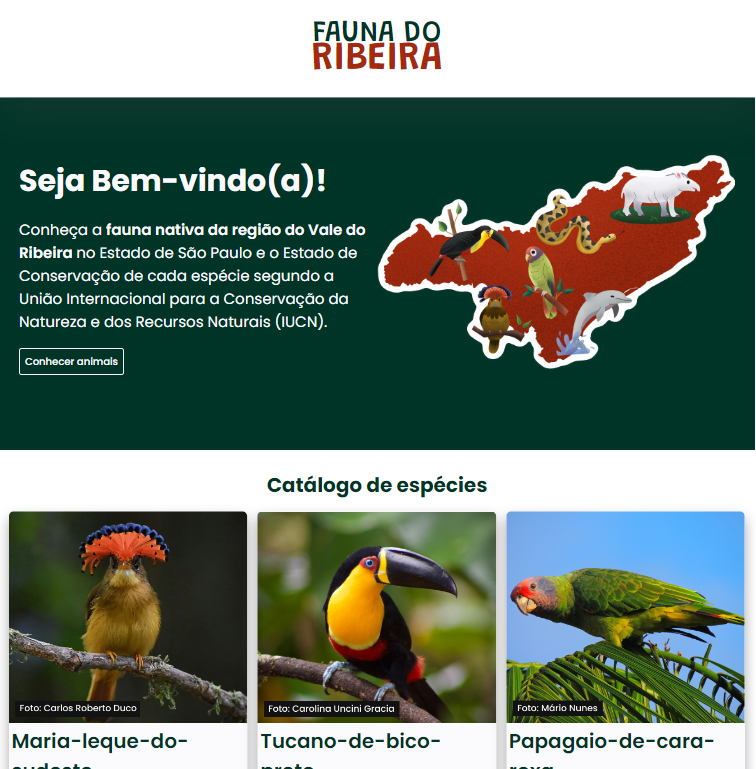 FAUNA DO
RIBEIRA
Seja Bem-vindo(a)!
Conheça a fauna nativa da região do Vale do
Ribeira no Estado de São Paulo e o Estado de
Conservação de cada espécie segundo a
União Internacional para a Conservação da
Natureza e dos Recursos Naturais (IUCN).
Conhecer animais
Catálogo de espécies
Foto: Carlos Roberto Duco
Foto: Carolina Uncini Gracia
Foto: Mário Nunes
Maria-leque-do-
Tucano-de-bico-
Papagaio-de-cara-